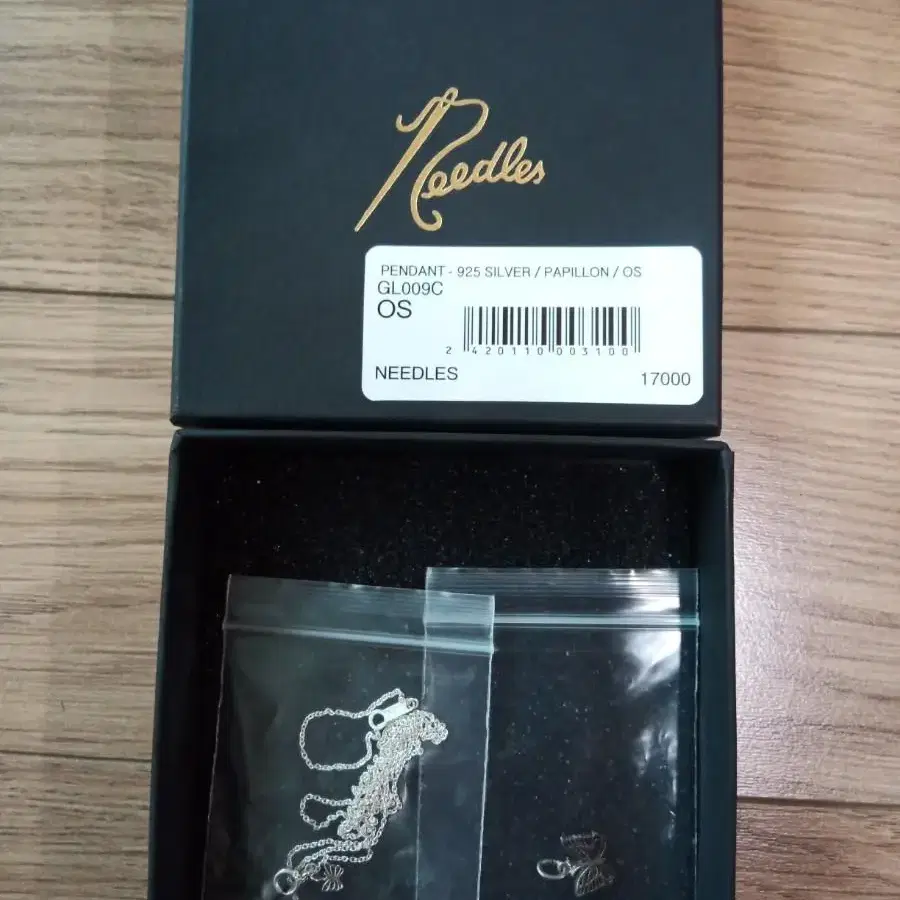 Needles
PENDANT - 925 SILVER / PAPILLON / OS
GL009C
OS
2 420110 003100
NEEDLES
17000